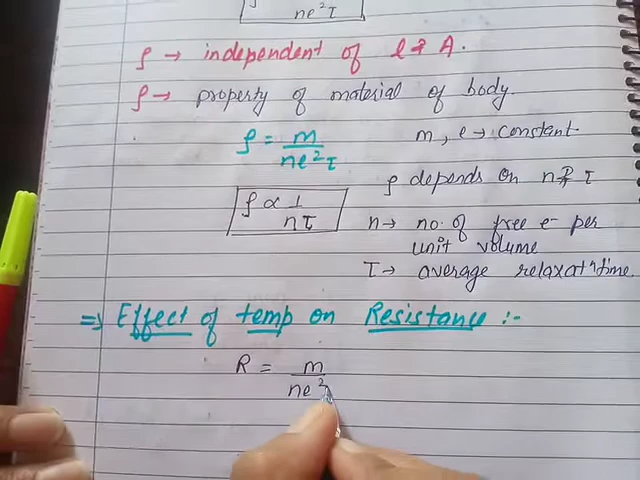 ne²τ
ρ → independent of l & A.
ρ → property of material of body
ρ = m / ne²τ
m, e → constant
ρ depends on n & τ
ρ ∝ 1 / nτ
n → no. of free e- per unit volume
τ → average relaxatⁿ time.
⇒ Effect of temp on Resistance :-
R = m / ne²